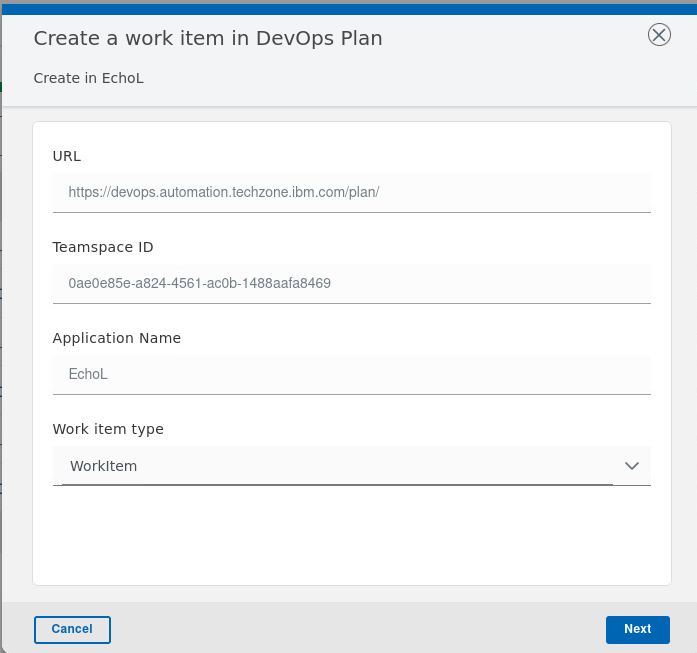 Create a work item in DevOps Plan
Create in EchoL
URL
https://devops.automation.techzone.ibm.com/plan/
Teamspace ID
0ae0e85e-a824-4561-ac0b-1488aafa8469
Application Name
EchoL
Work item type
WorkItem
Cancel
Next